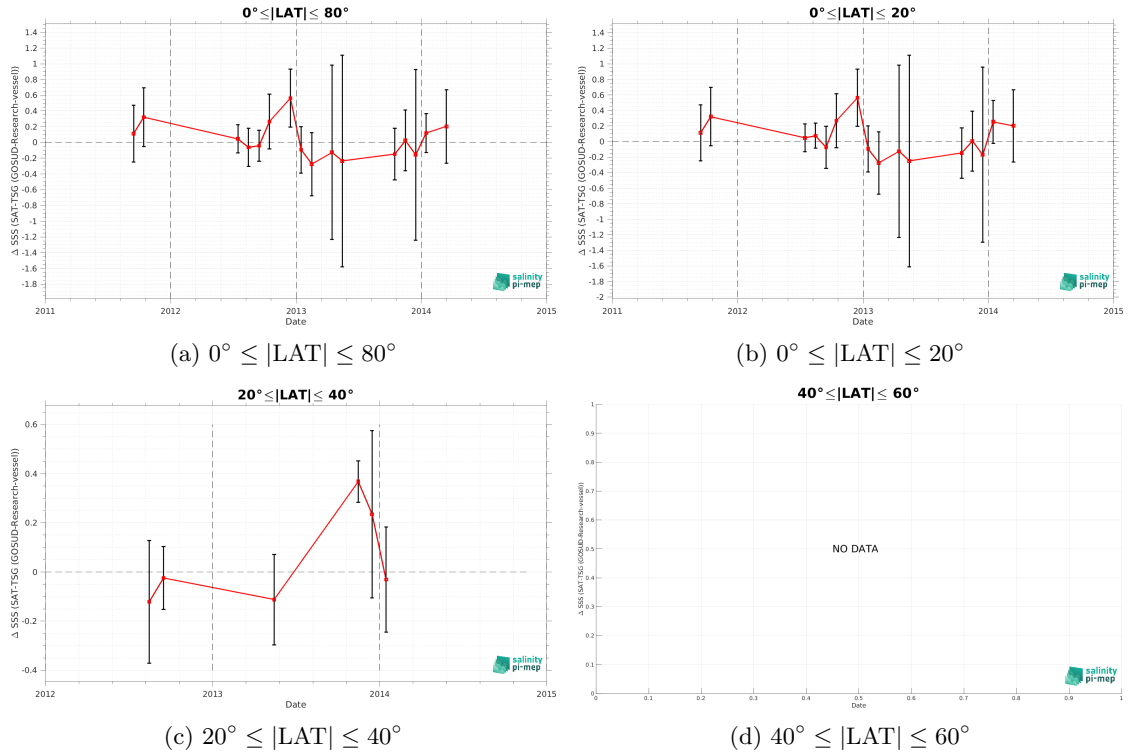 0°≤|LAT|≤ 80°
Δ SSS (SAT-TSG (GOSUD-Research-vessel))
1.4
1.2
1
0.8
0.6
0.4
0.2
0
-0.2
-0.4
-0.6
-0.8
-1
-1.2
-1.4
-1.6
-1.8
salinity
pi-mep
2011 2012 2013 2014 2015
Date
(a) 0° ≤ |LAT| ≤ 80°
0°≤|LAT|≤ 20°
Δ SSS (SAT-TSG (GOSUD-Research-vessel))
1.4
1.2
1
0.8
0.6
0.4
0.2
0
-0.2
-0.4
-0.6
-0.8
-1
-1.2
-1.4
-1.6
-1.8
-2
salinity
pi-mep
2011 2012 2013 2014 2015
Date
(b) 0° ≤ |LAT| ≤ 20°
20°≤|LAT|≤ 40°
Δ SSS (SAT-TSG (GOSUD-Research-vessel))
0.6
0.4
0.2
0
-0.2
-0.4
salinity
pi-mep
2012 2013 2014 2015
Date
(c) 20° ≤ |LAT| ≤ 40°
40°≤|LAT|≤ 60°
Δ SSS (SAT-TSG (GOSUD-Research-vessel))
1
0.9
0.8
0.7
0.6
0.5
0.4
0.3
0.2
0.1
0
NO DATA
salinity
pi-mep
0 0.1 0.2 0.3 0.4 0.5 0.6 0.7 0.8 0.9 1
Date
(d) 40° ≤ |LAT| ≤ 60°